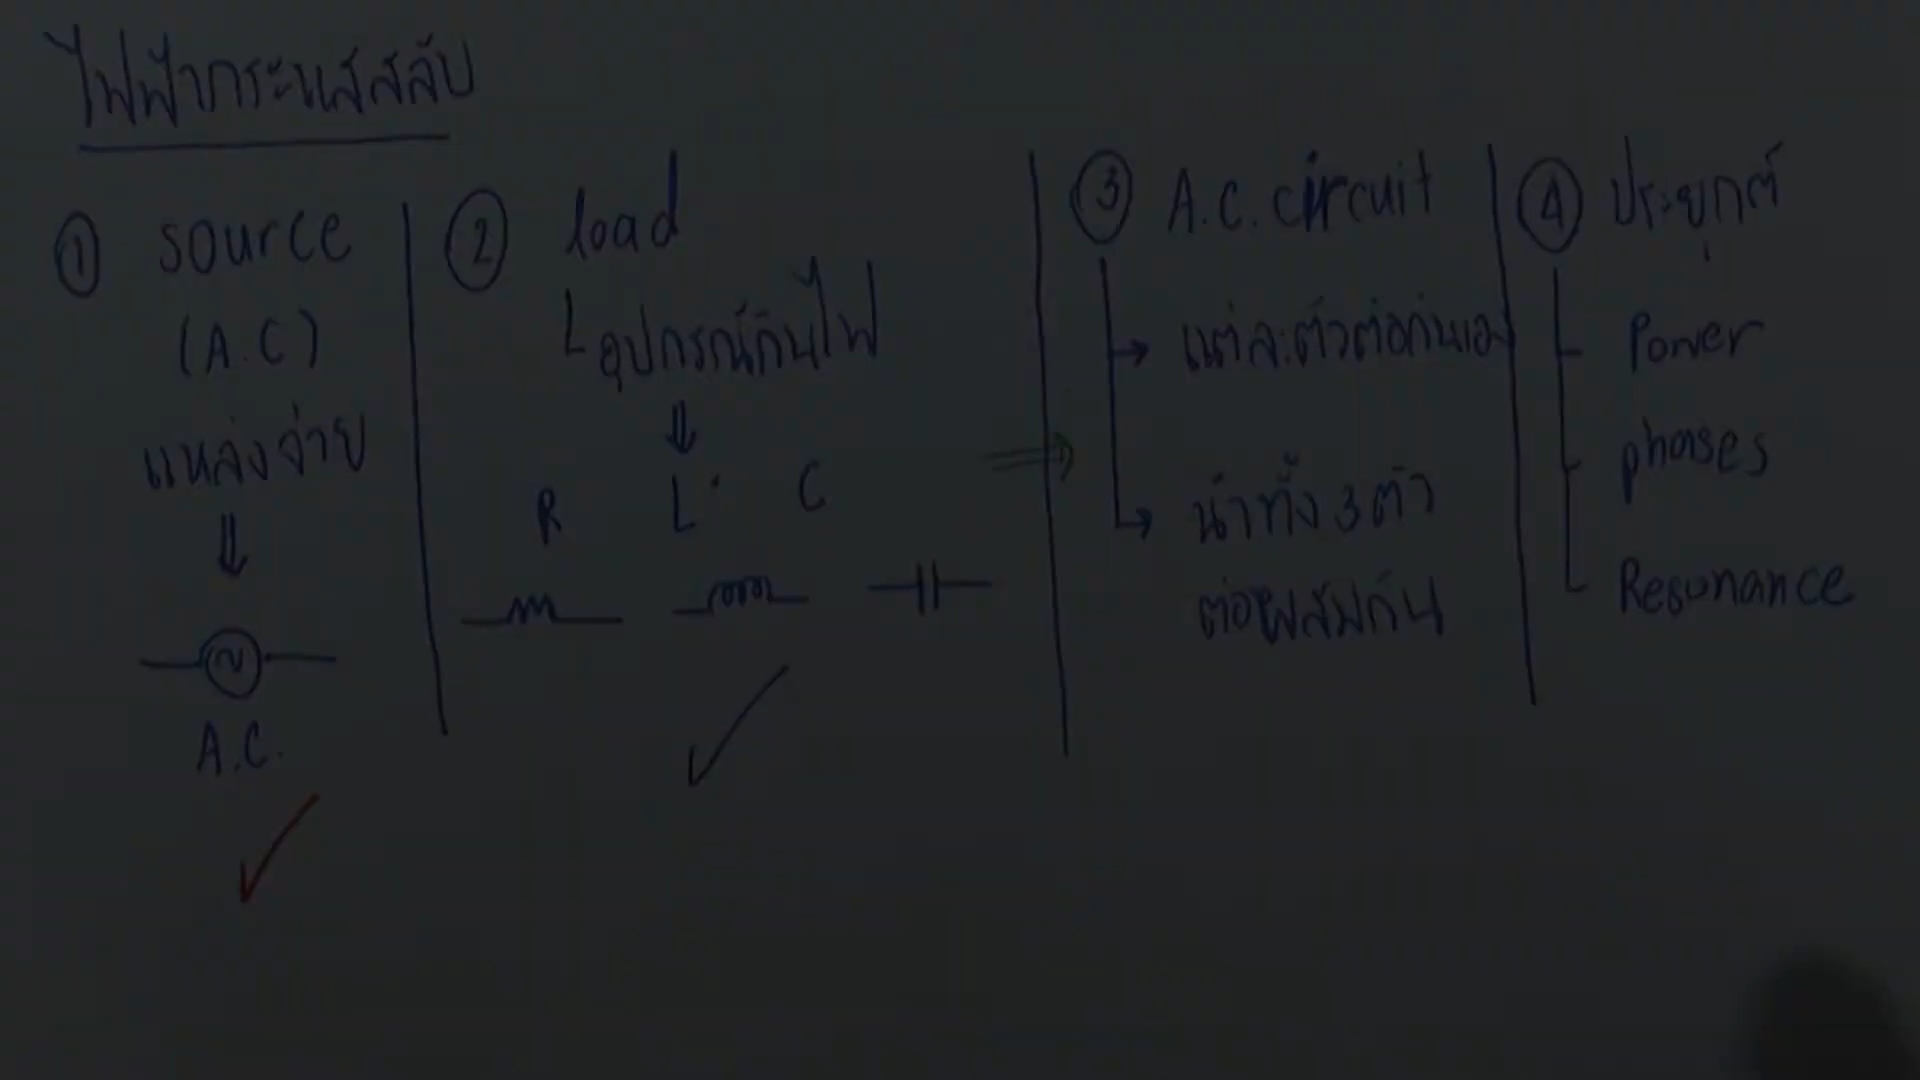 ไฟฟ้ากระแสสลับ
① source
(A.C)
แหล่งจ่าย
A.C.
② load
อุปกรณ์กินไฟ
R L C
③ A.C. circuit
แต่ละตัวต่อกันเอง
นำทั้ง 3 ตัว
ต่อผสมกัน
④ ประยุกต์
Power
phases
Resonance